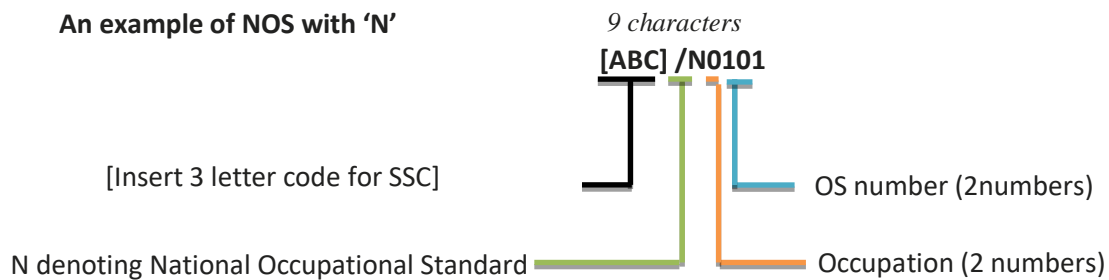 An example of NOS with ‘N’
9 characters
[ABC] /N0101
[Insert 3 letter code for SSC]
OS number (2numbers)
N denoting National Occupational Standard
Occupation (2 numbers)